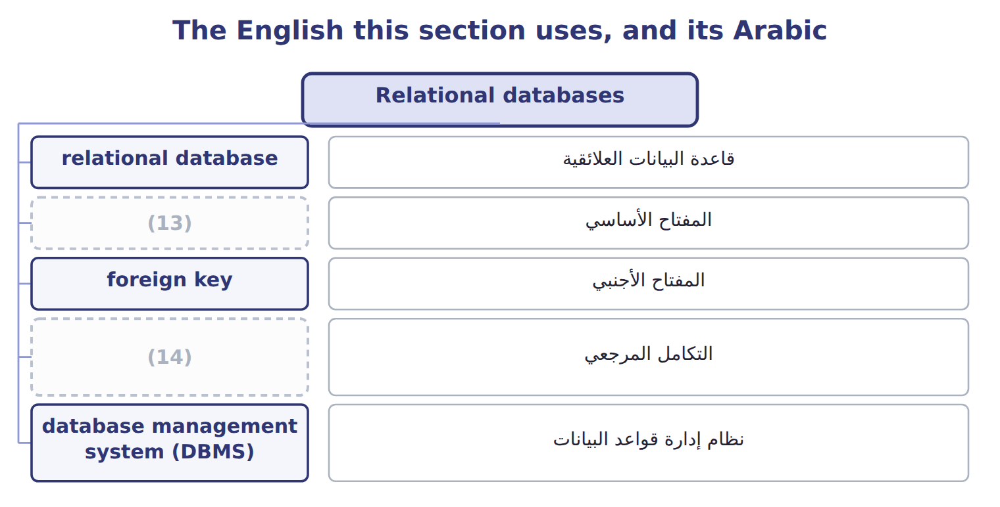 The English this section uses, and its Arabic
Relational databases
relational database
قاعدة البيانات العلائقية
(13)
المفتاح الأساسي
foreign key
المفتاح الأجنبي
(14)
التكامل المرجعي
database management
system (DBMS)
نظام إدارة قواعد البيانات